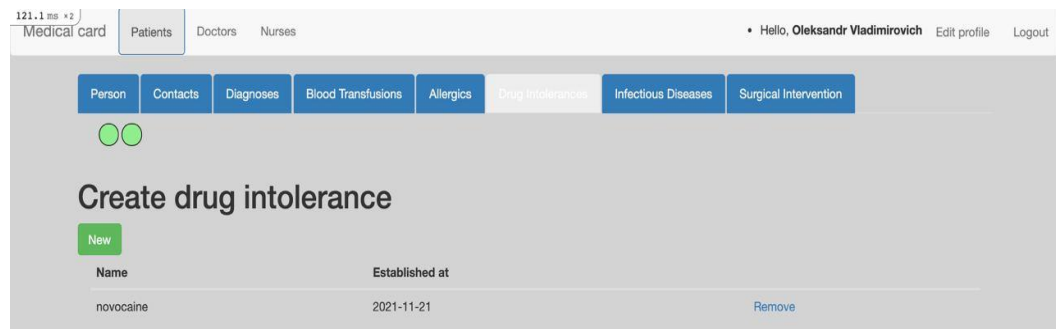 121.1 ms ×2
Medical card Patients Doctors Nurses • Hello, Oleksandr Vladimirovich Edit profile Logout
Person Contacts Diagnoses Blood Transfusions Allergics Drug Intolerances Infectious Diseases Surgical Intervention
Create drug intolerance
New
Name Established at
novocaine 2021-11-21 Remove